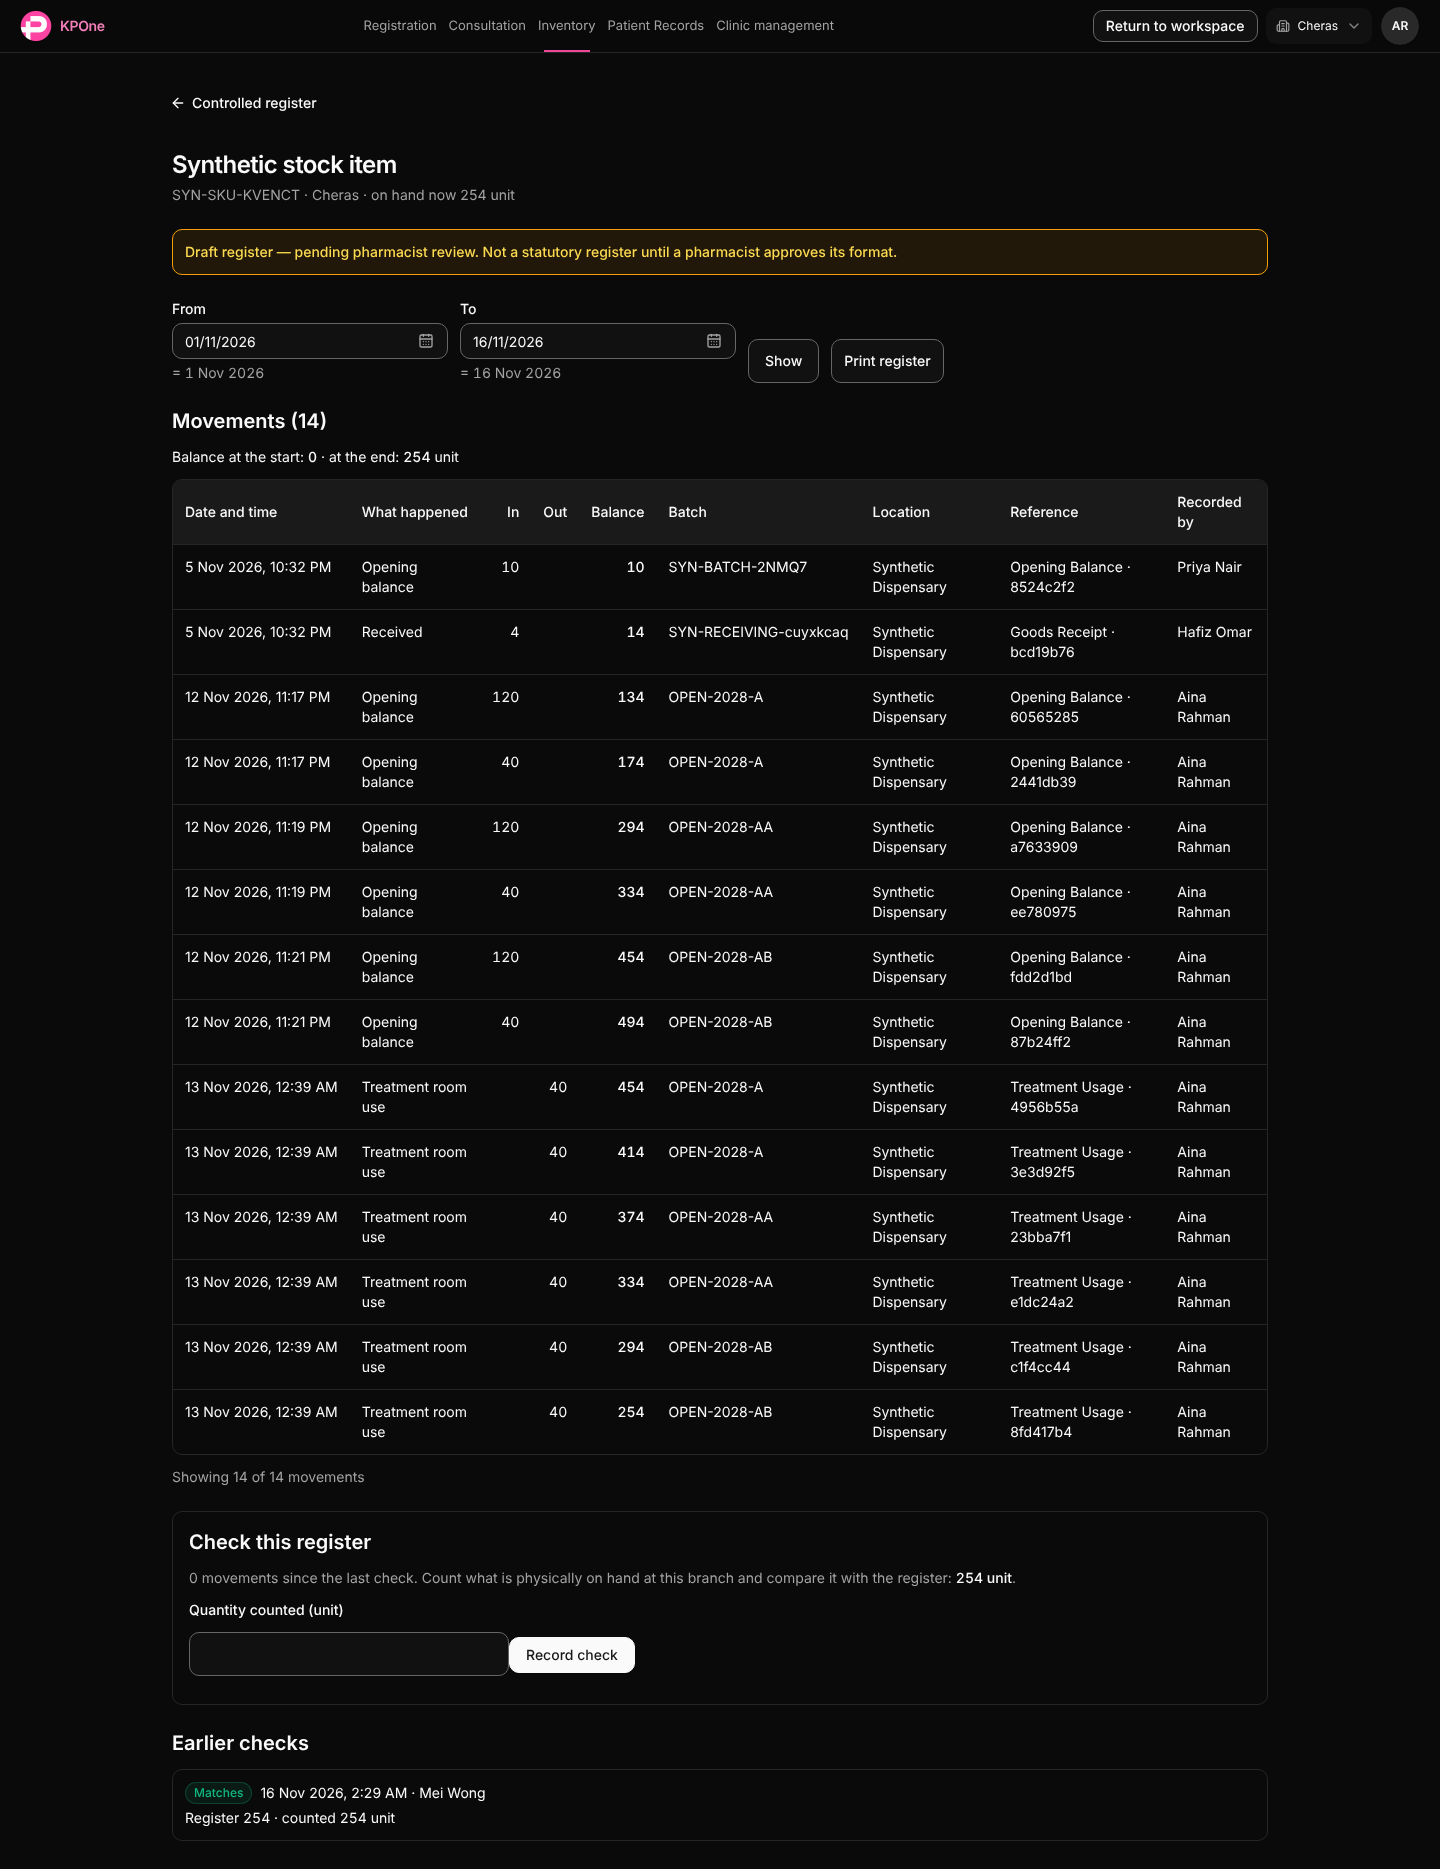 KPOne
Registration Consultation Inventory Patient Records Clinic management
Return to workspace
Cheras
AR
Controlled register
Synthetic stock item
SYN-SKU-KVENCT · Cheras · on hand now 254 unit
Draft register — pending pharmacist review. Not a statutory register until a pharmacist approves its format.
From To
01/11/2026 16/11/2026
Show Print register
= 1 Nov 2026 = 16 Nov 2026
Movements (14)
Balance at the start: 0 · at the end: 254 unit
Date and time What happened In Out Balance Batch Location Reference Recorded by
5 Nov 2026, 10:32 PM Opening balance 10 10 SYN-BATCH-2NMQ7 Synthetic Dispensary Opening Balance · 8524c2f2 Priya Nair
5 Nov 2026, 10:32 PM Received 4 14 SYN-RECEIVING-cuyxkcaq Synthetic Dispensary Goods Receipt · bcd19b76 Hafiz Omar
12 Nov 2026, 11:17 PM Opening balance 120 134 OPEN-2028-A Synthetic Dispensary Opening Balance · 60565285 Aina Rahman
12 Nov 2026, 11:17 PM Opening balance 40 174 OPEN-2028-A Synthetic Dispensary Opening Balance · 2441db39 Aina Rahman
12 Nov 2026, 11:19 PM Opening balance 120 294 OPEN-2028-AA Synthetic Dispensary Opening Balance · a7633909 Aina Rahman
12 Nov 2026, 11:19 PM Opening balance 40 334 OPEN-2028-AA Synthetic Dispensary Opening Balance · ee780975 Aina Rahman
12 Nov 2026, 11:21 PM Opening balance 120 454 OPEN-2028-AB Synthetic Dispensary Opening Balance · fdd2d1bd Aina Rahman
12 Nov 2026, 11:21 PM Opening balance 40 494 OPEN-2028-AB Synthetic Dispensary Opening Balance · 87b24ff2 Aina Rahman
13 Nov 2026, 12:39 AM Treatment room use 40 454 OPEN-2028-A Synthetic Dispensary Treatment Usage · 4956b55a Aina Rahman
13 Nov 2026, 12:39 AM Treatment room use 40 414 OPEN-2028-A Synthetic Dispensary Treatment Usage · 3e3d92f5 Aina Rahman
13 Nov 2026, 12:39 AM Treatment room use 40 374 OPEN-2028-AA Synthetic Dispensary Treatment Usage · 23bba7f1 Aina Rahman
13 Nov 2026, 12:39 AM Treatment room use 40 334 OPEN-2028-AA Synthetic Dispensary Treatment Usage · e1dc24a2 Aina Rahman
13 Nov 2026, 12:39 AM Treatment room use 40 294 OPEN-2028-AB Synthetic Dispensary Treatment Usage · c1f4cc44 Aina Rahman
13 Nov 2026, 12:39 AM Treatment room use 40 254 OPEN-2028-AB Synthetic Dispensary Treatment Usage · 8fd417b4 Aina Rahman
Showing 14 of 14 movements
Check this register
0 movements since the last check. Count what is physically on hand at this branch and compare it with the register: 254 unit.
Quantity counted (unit)
Record check
Earlier checks
Matches 16 Nov 2026, 2:29 AM · Mei Wong
Register 254 · counted 254 unit